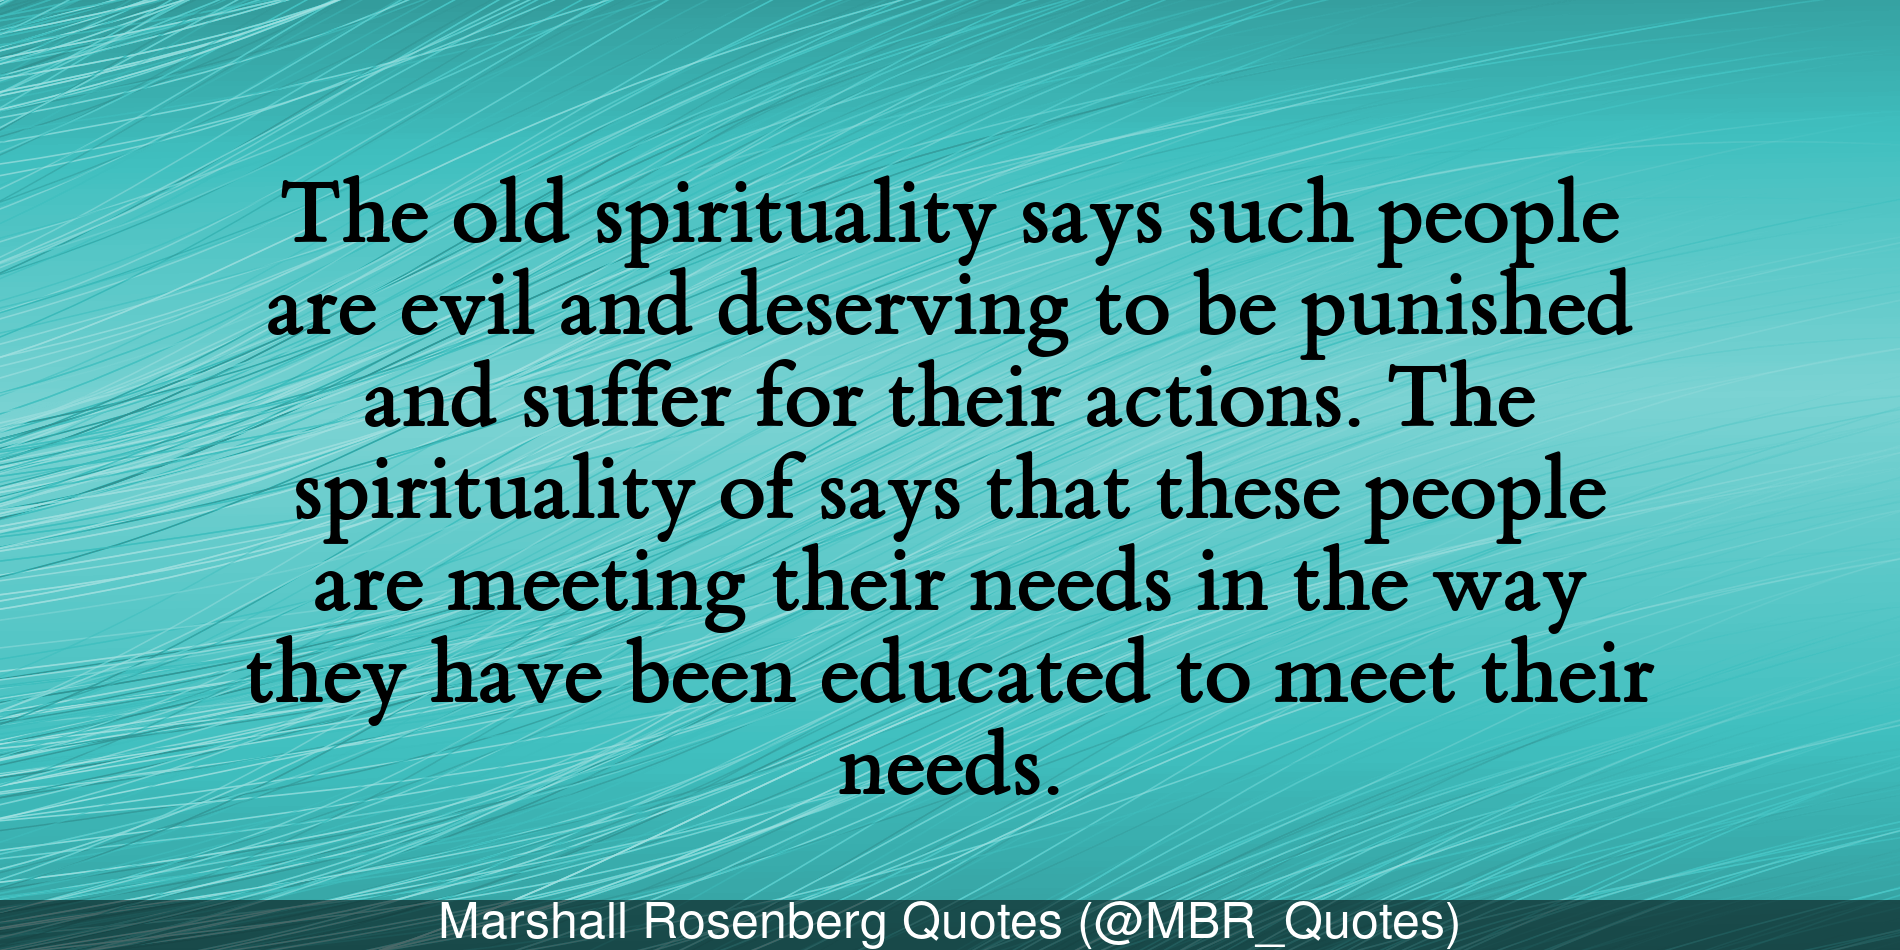 The old spirituality says such people
are evil and deserving to be punished
and suffer for their actions. The
spirituality of says that these people
are meeting their needs in the way
they have been educated to meet their
needs.
Marshall Rosenberg Quotes (@MBR_Quotes)